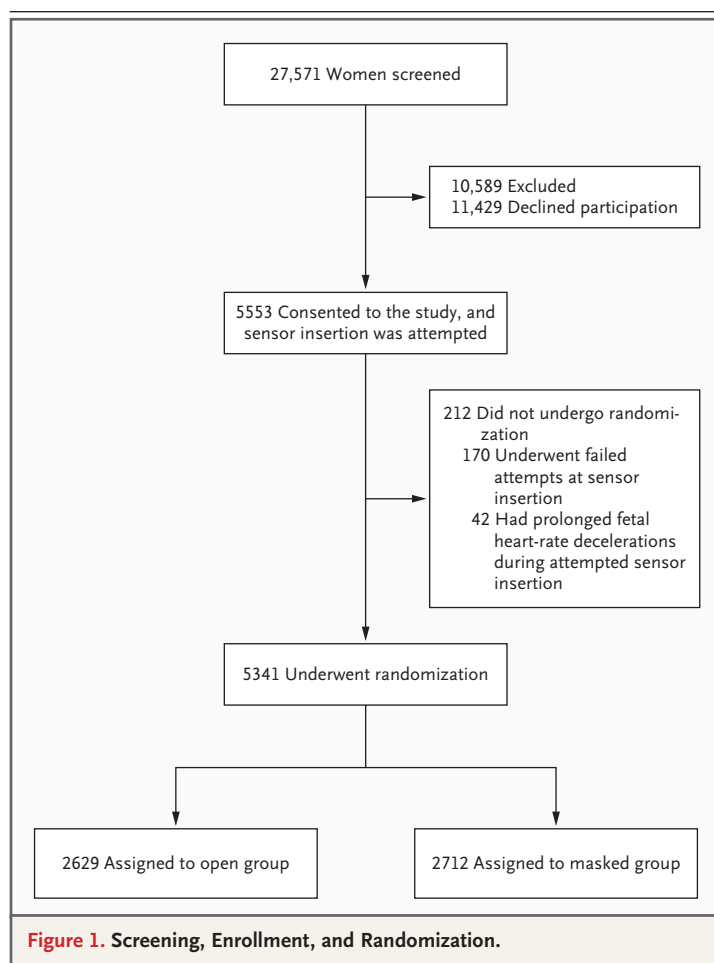 27,571 Women screened
10,589 Excluded
11,429 Declined participation
5553 Consented to the study, and
sensor insertion was attempted
212 Did not undergo randomi-
zation
170 Underwent failed
attempts at sensor
insertion
42 Had prolonged fetal
heart-rate decelerations
during attempted sensor
insertion
5341 Underwent randomization
2629 Assigned to open group
2712 Assigned to masked group
Figure 1. Screening, Enrollment, and Randomization.